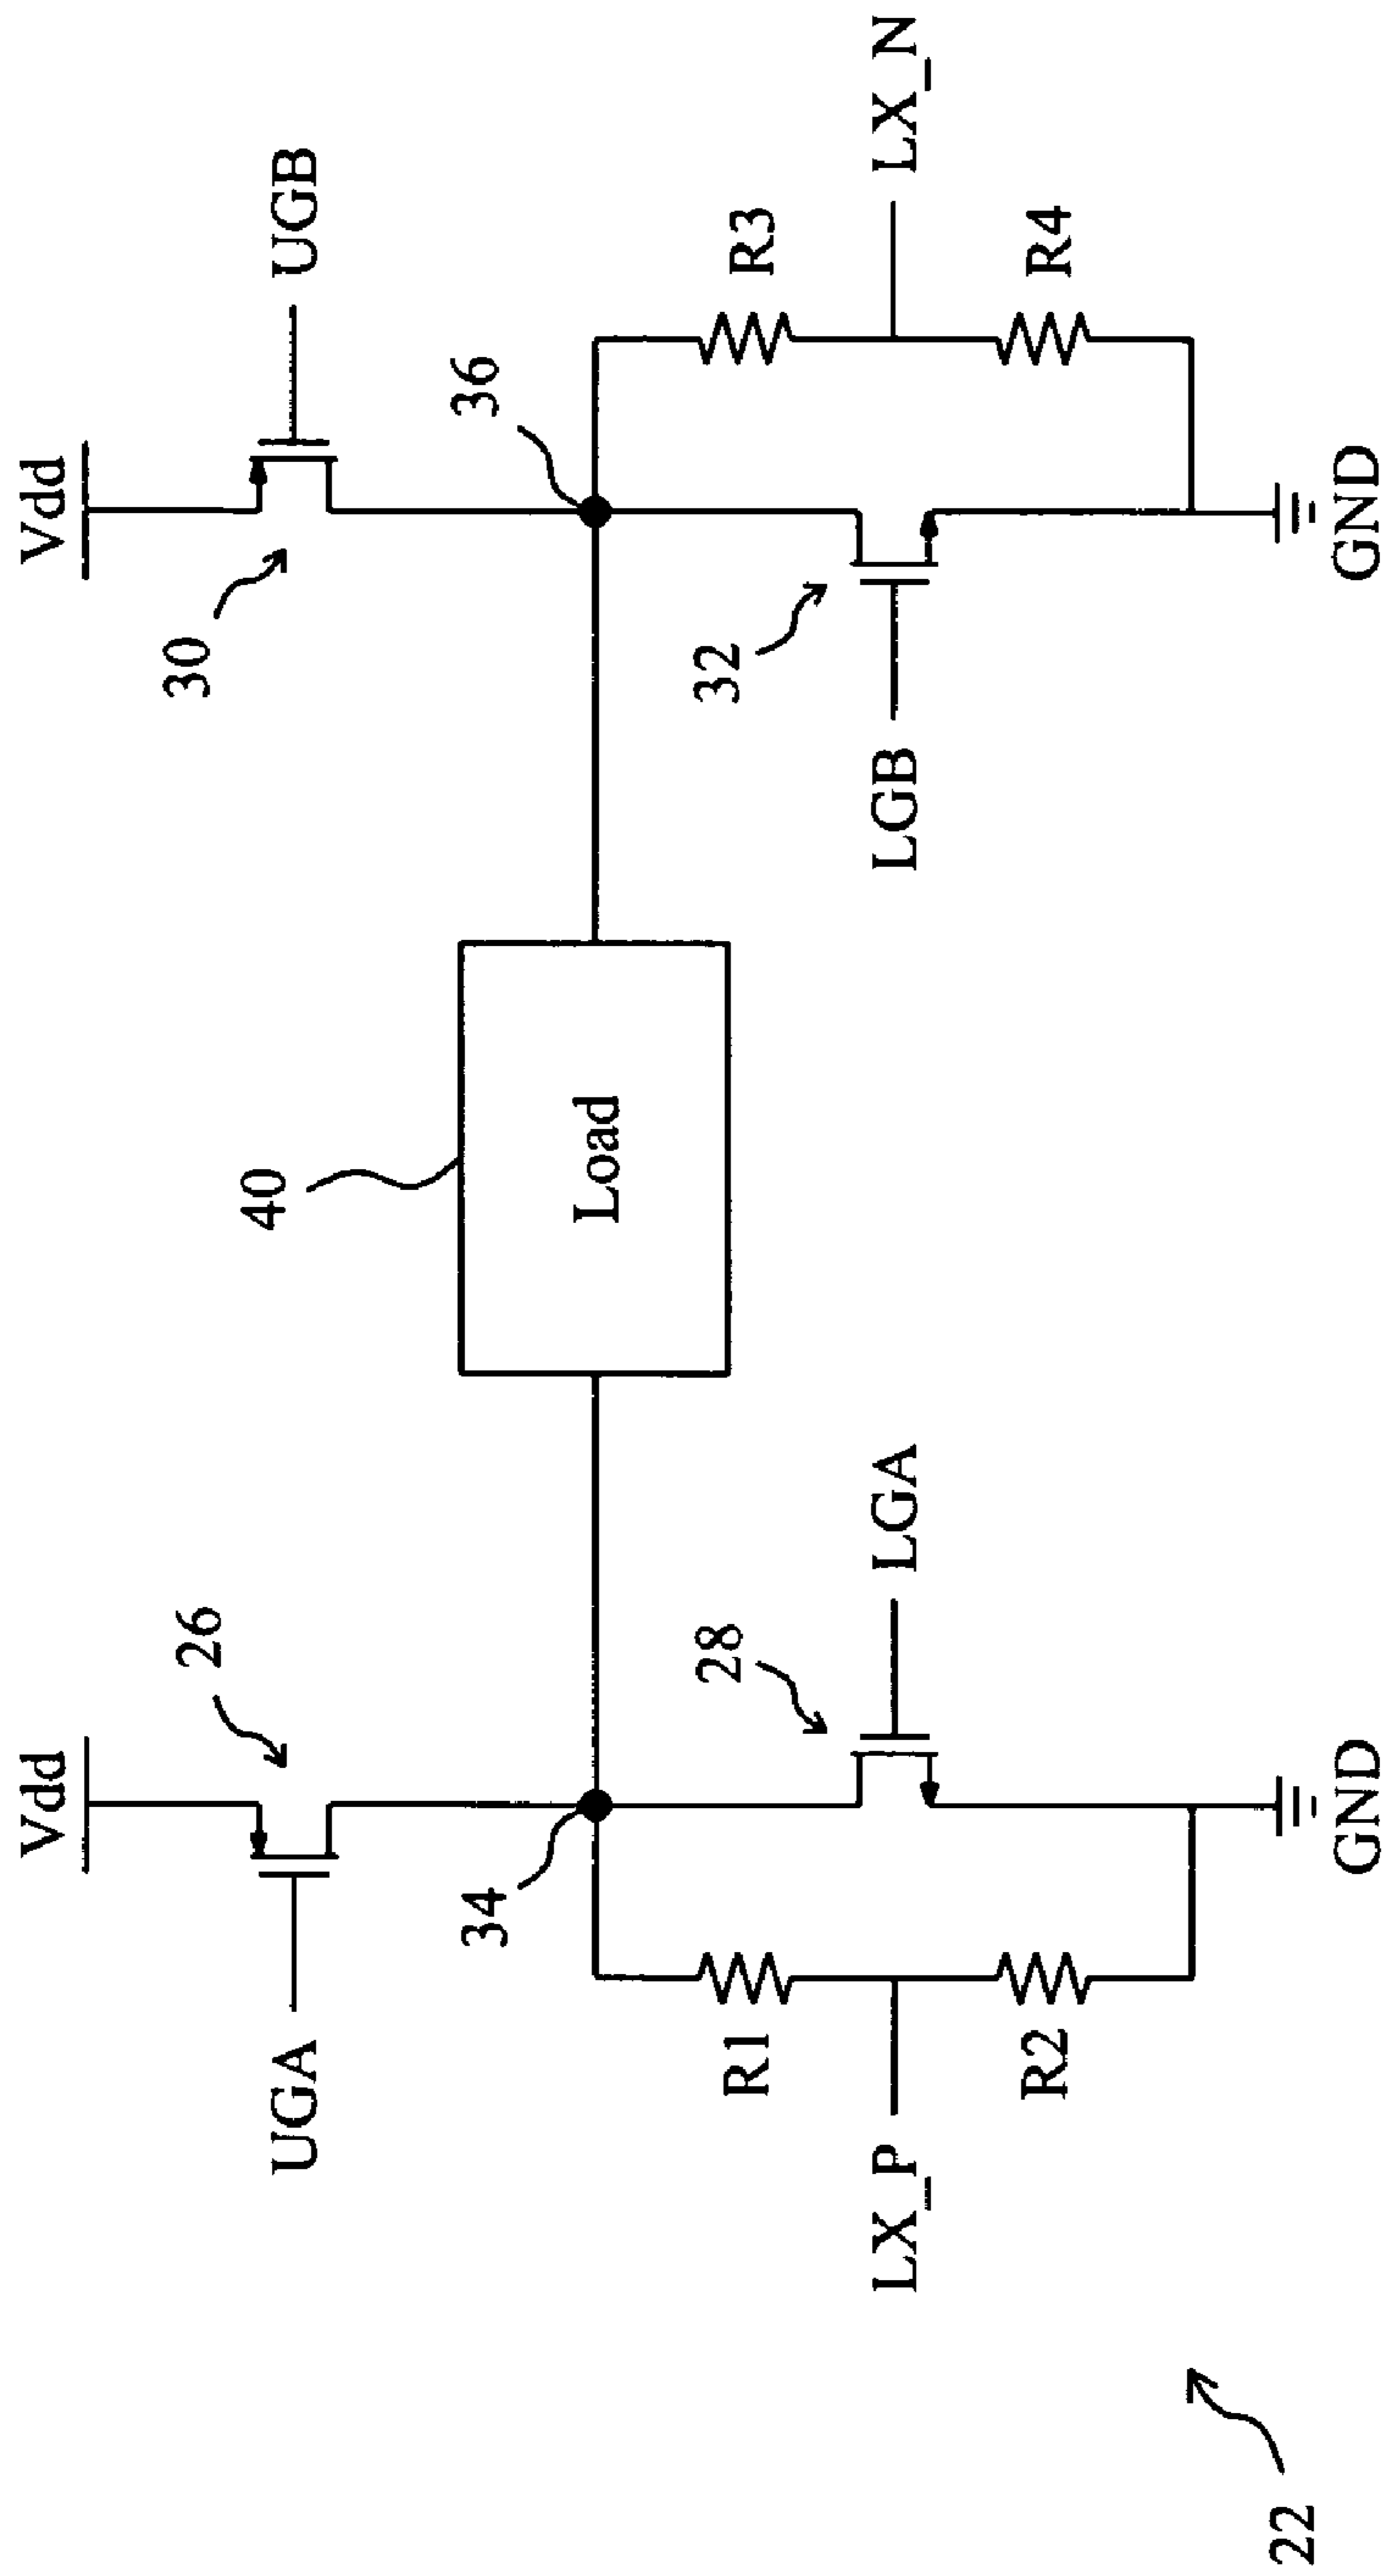 Vdd
Vdd
26
30
UGA
UGB
40
34
36
Load
R1
28
32
R3
LX_P
LGA
LGB
LX_N
R2
R4
GND
GND
22